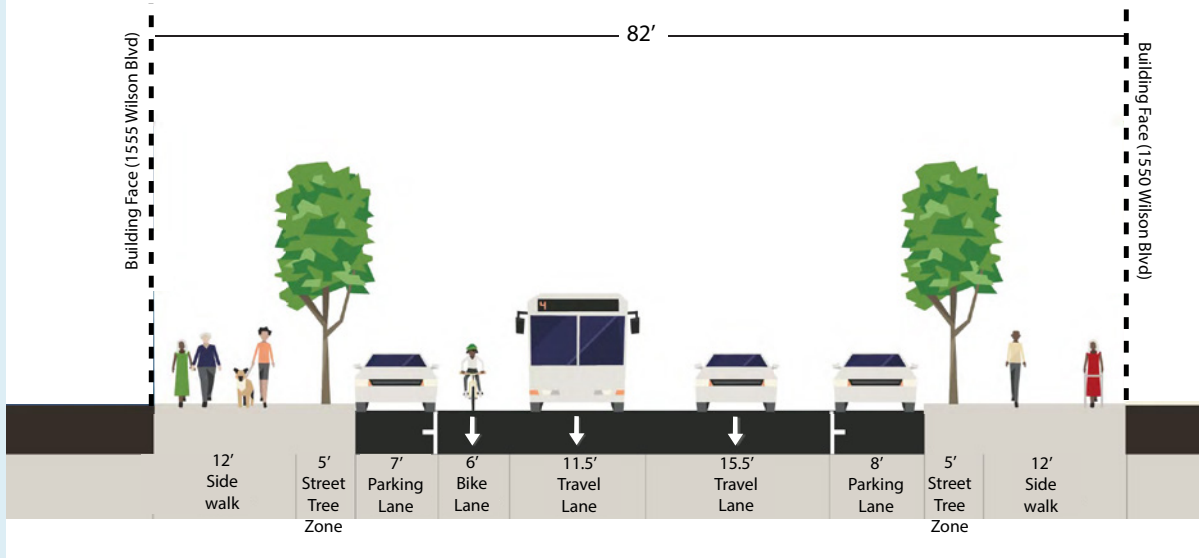 82’
Building Face (1555 Wilson Blvd)
Building Face (1550 Wilson Blvd)
4
12’
Side
walk
5’
Street
Tree
Zone
7’
Parking
Lane
6’
Bike
Lane
11.5’
Travel
Lane
15.5’
Travel
Lane
8’
Parking
Lane
5’
Street
Tree
Zone
12’
Side
walk